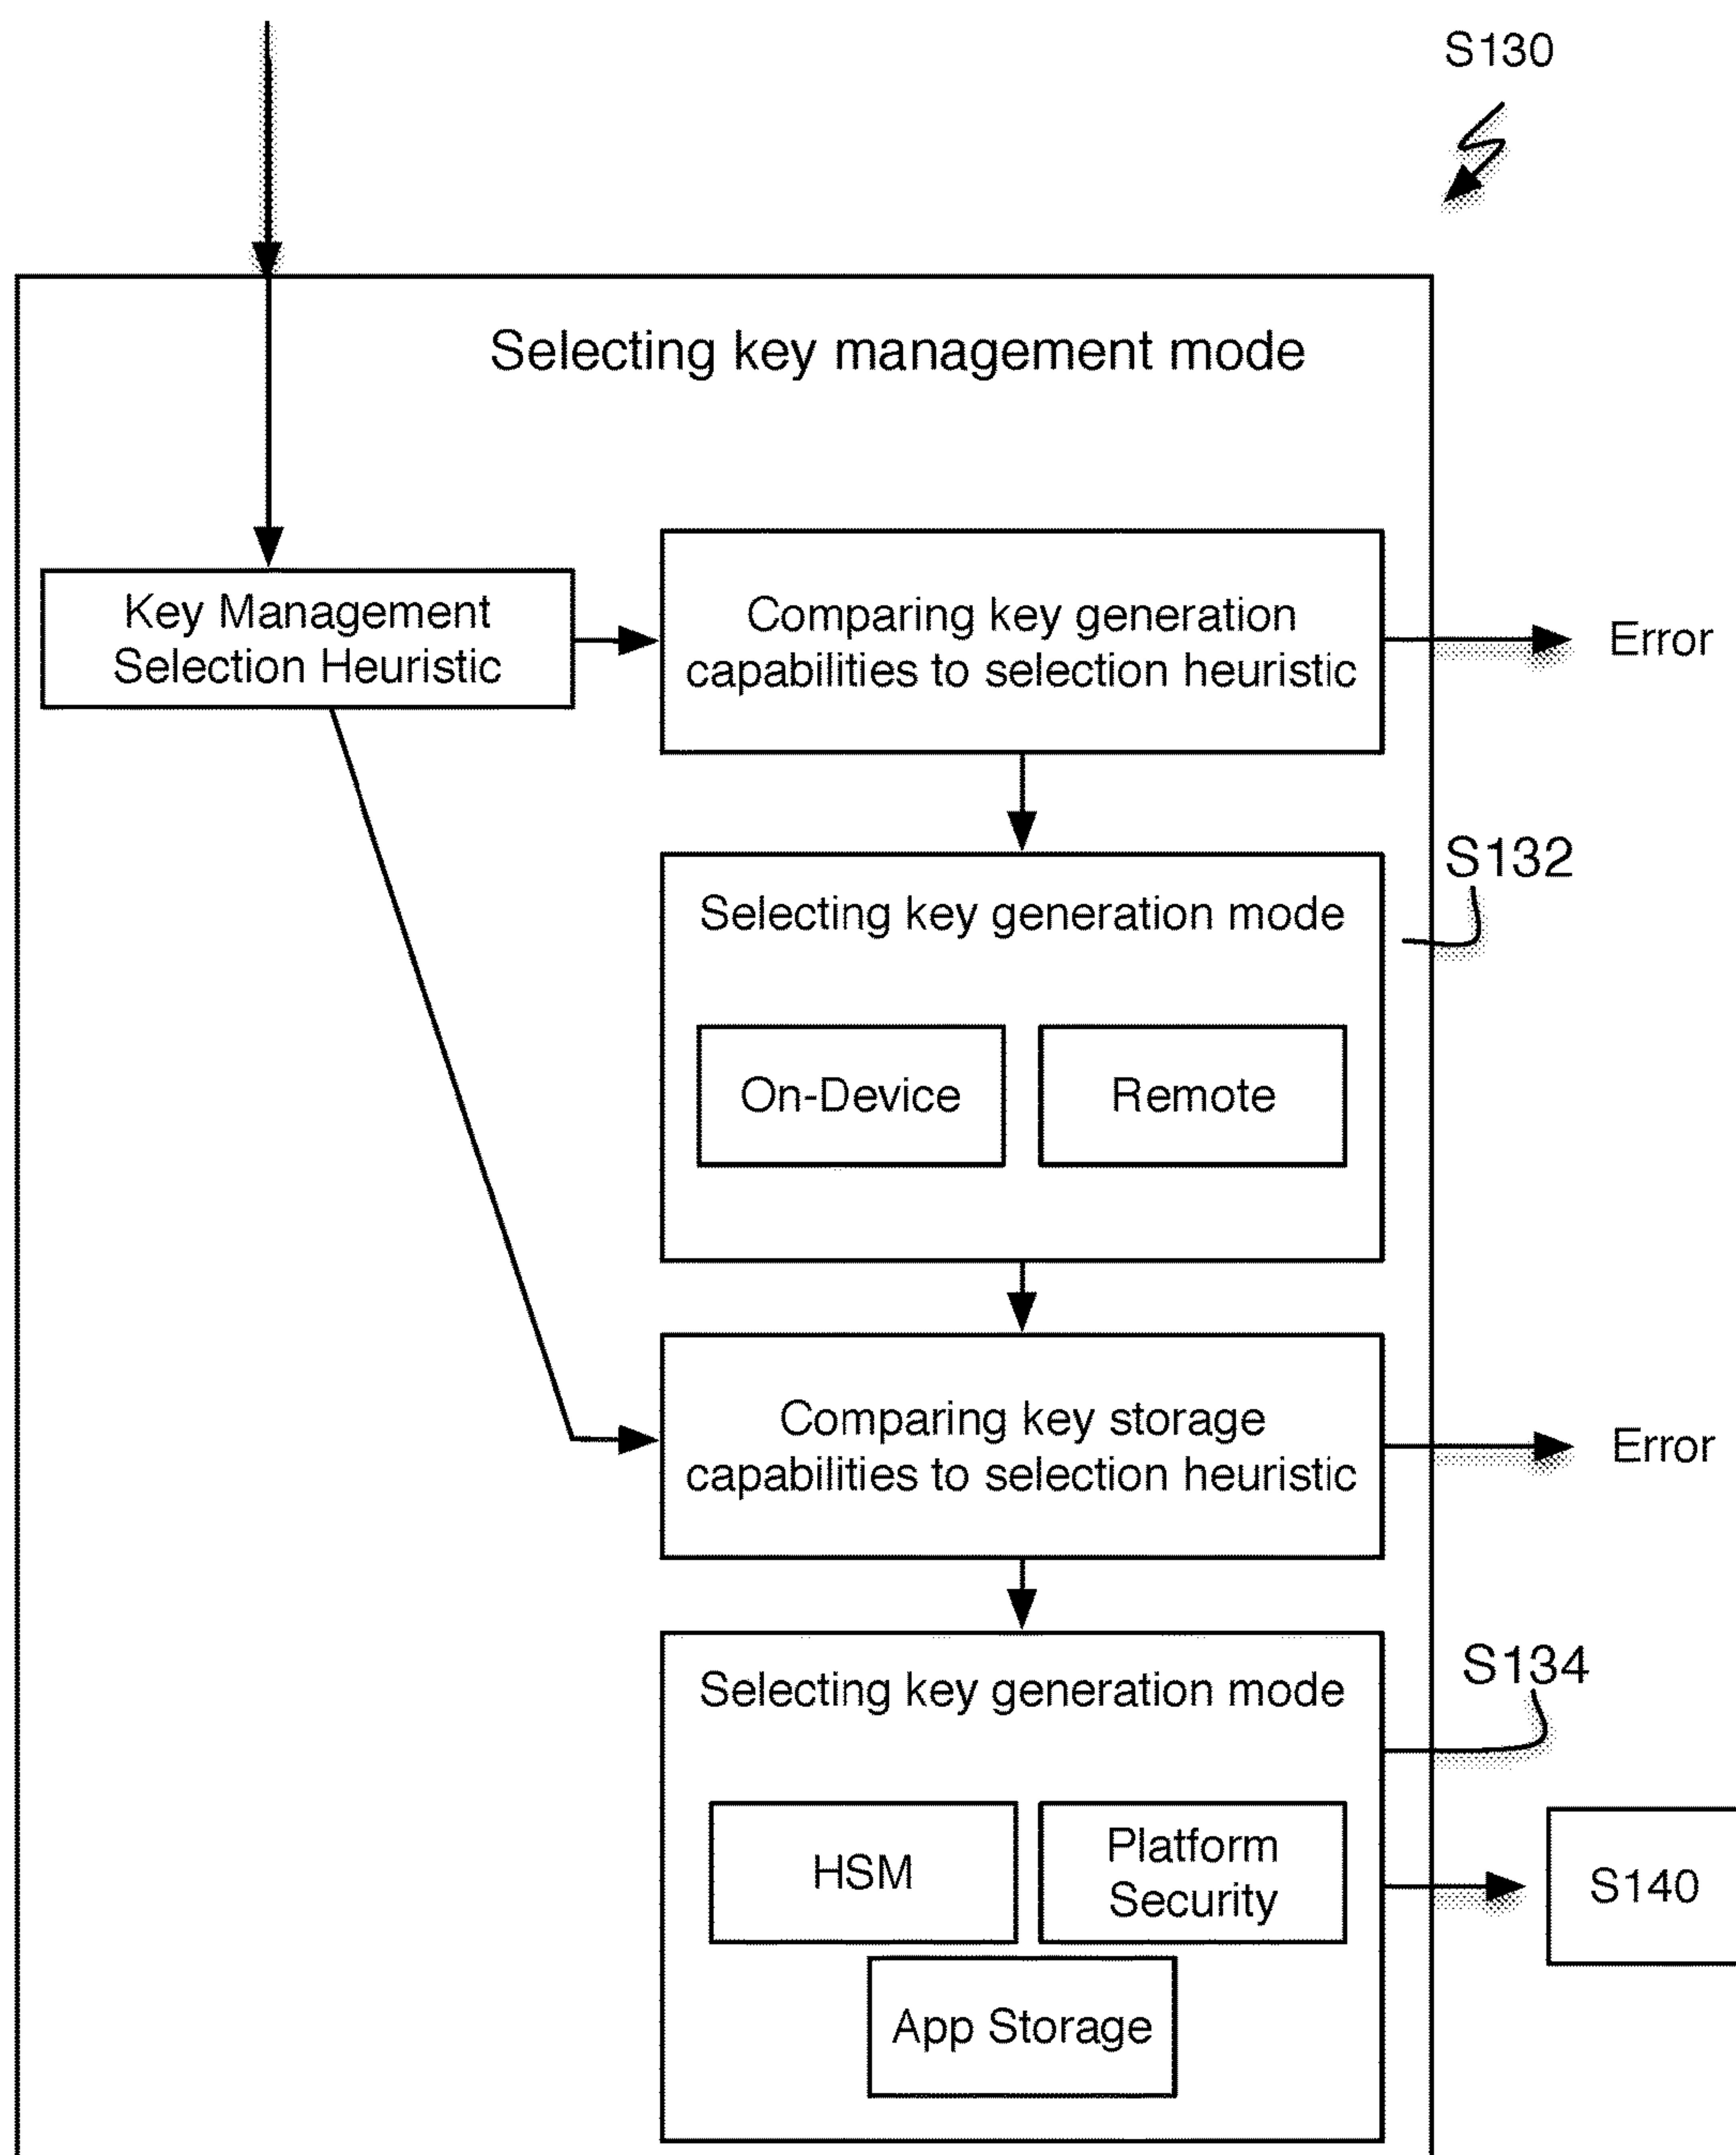 S130
Selecting key management mode
Key Management
Selection Heuristic
Comparing key generation
capabilities to selection heuristic
Error
S132
Selecting key generation mode
On-Device
Remote
Comparing key storage
capabilities to selection heuristic
Error
S134
Selecting key generation mode
HSM
Platform
Security
S140
App Storage